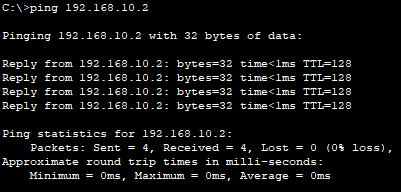 C:\>ping 192.168.10.2
Pinging 192.168.10.2 with 32 bytes of data:
Reply from 192.168.10.2: bytes=32 time<1ms TTL=128
Reply from 192.168.10.2: bytes=32 time<1ms TTL=128
Reply from 192.168.10.2: bytes=32 time<1ms TTL=128
Reply from 192.168.10.2: bytes=32 time<1ms TTL=128
Ping statistics for 192.168.10.2:
Packets: Sent = 4, Received = 4, Lost = 0 (0% loss),
Approximate round trip times in milli-seconds:
Minimum = 0ms, Maximum = 0ms, Average = 0ms